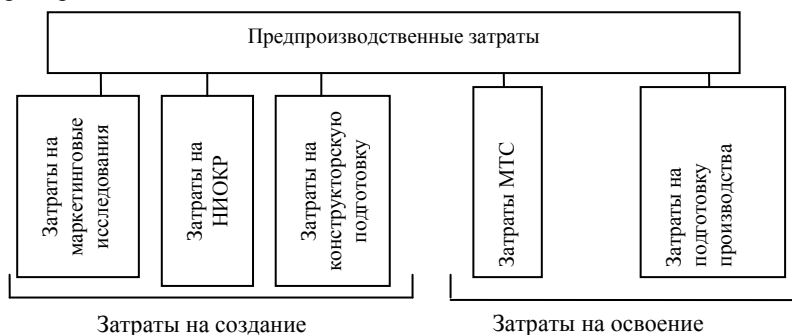 Предпроизводственные затраты
Затраты на
маркетинговые
исследования
Затраты на
НИОКР
Затраты на
конструкторскую
подготовку
Затраты МТС
Затраты на
подготовку
производства
Затраты на создание
Затраты на освоение